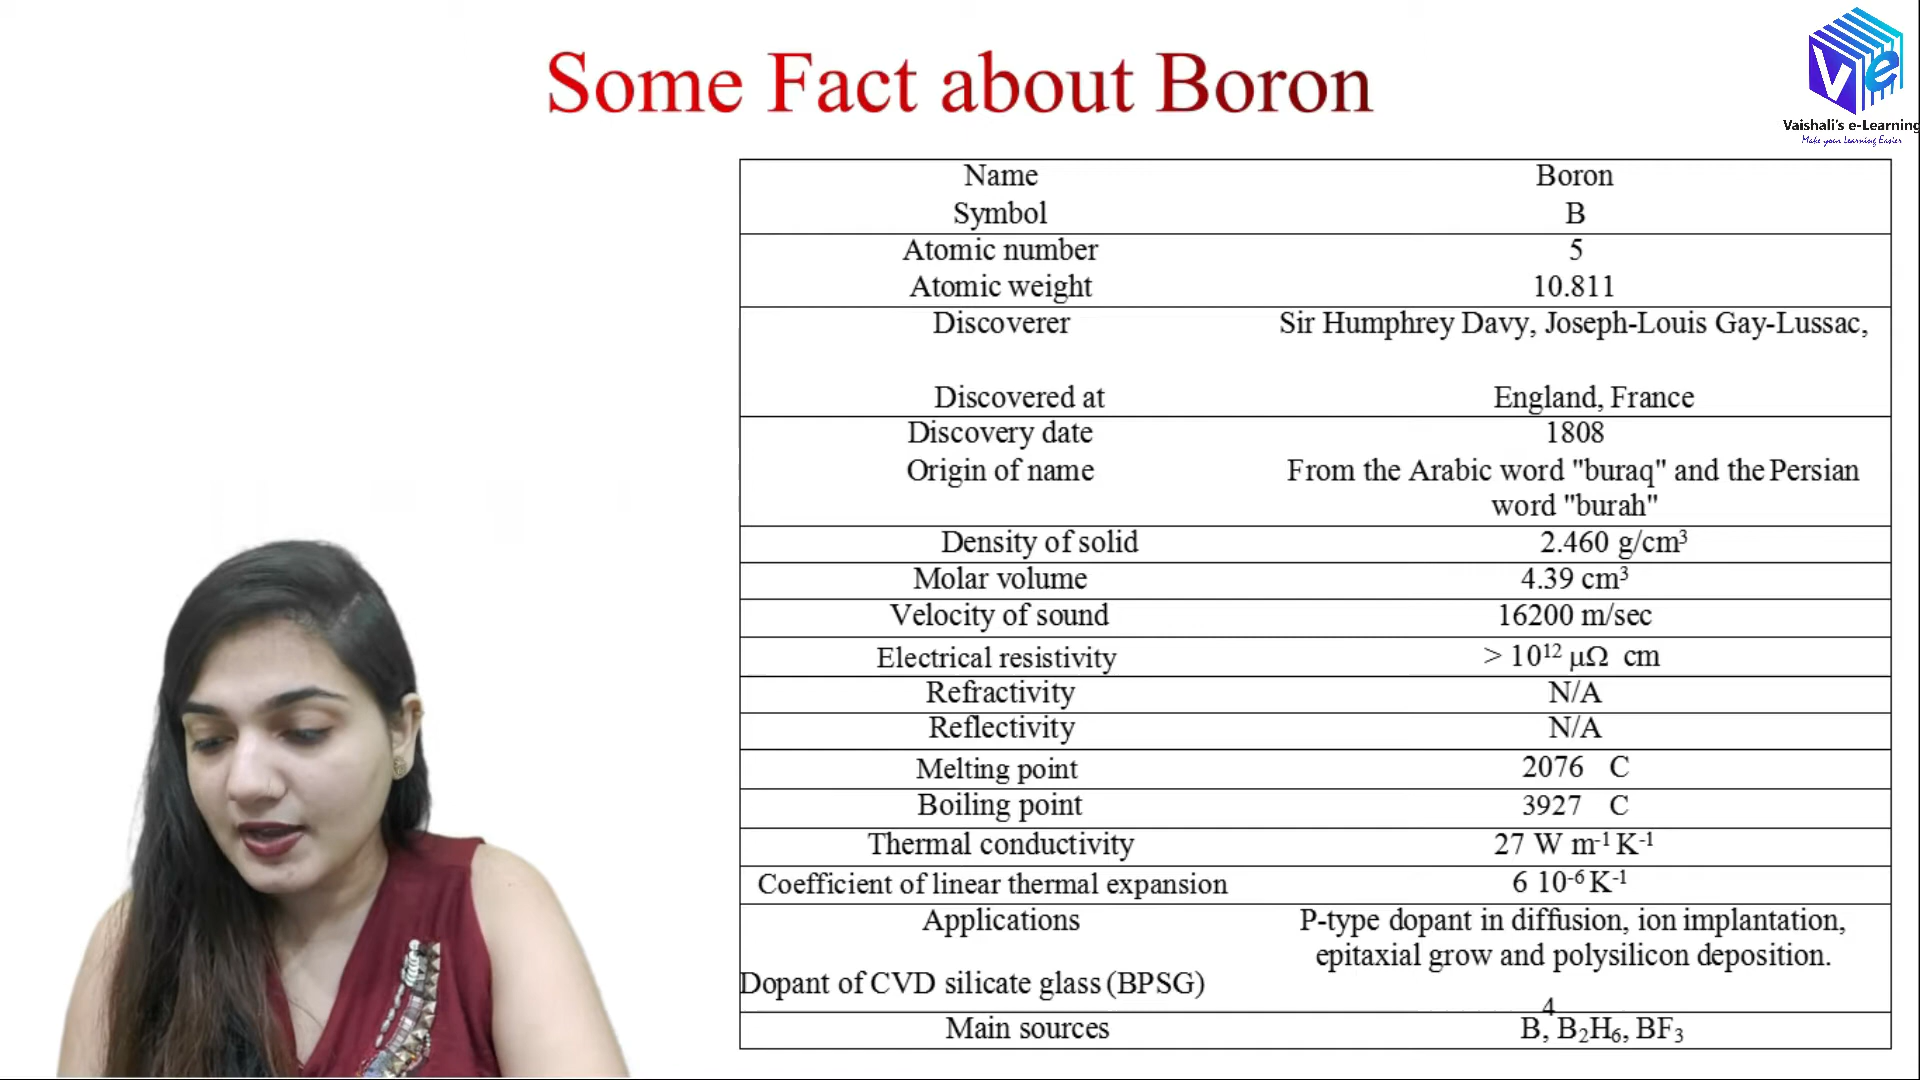 Some Fact about Boron
Vaishali's e-Learning
Make your Learning Easier
Name Boron
Symbol B
Atomic number 5
Atomic weight 10.811
Discoverer Sir Humphrey Davy, Joseph-Louis Gay-Lussac,
Discovered at England, France
Discovery date 1808
Origin of name From the Arabic word "buraq" and the Persian
word "burah"
Density of solid 2.460 g/cm³
Molar volume 4.39 cm³
Velocity of sound 16200 m/sec
Electrical resistivity > 10¹² μΩ cm
Refractivity N/A
Reflectivity N/A
Melting point 2076 C
Boiling point 3927 C
Thermal conductivity 27 W m⁻¹ K⁻¹
Coefficient of linear thermal expansion 6 10⁻⁶ K⁻¹
Applications P-type dopant in diffusion, ion implantation,
epitaxial grow and polysilicon deposition.
Dopant of CVD silicate glass (BPSG)
4
Main sources B, B₂H₆, BF₃